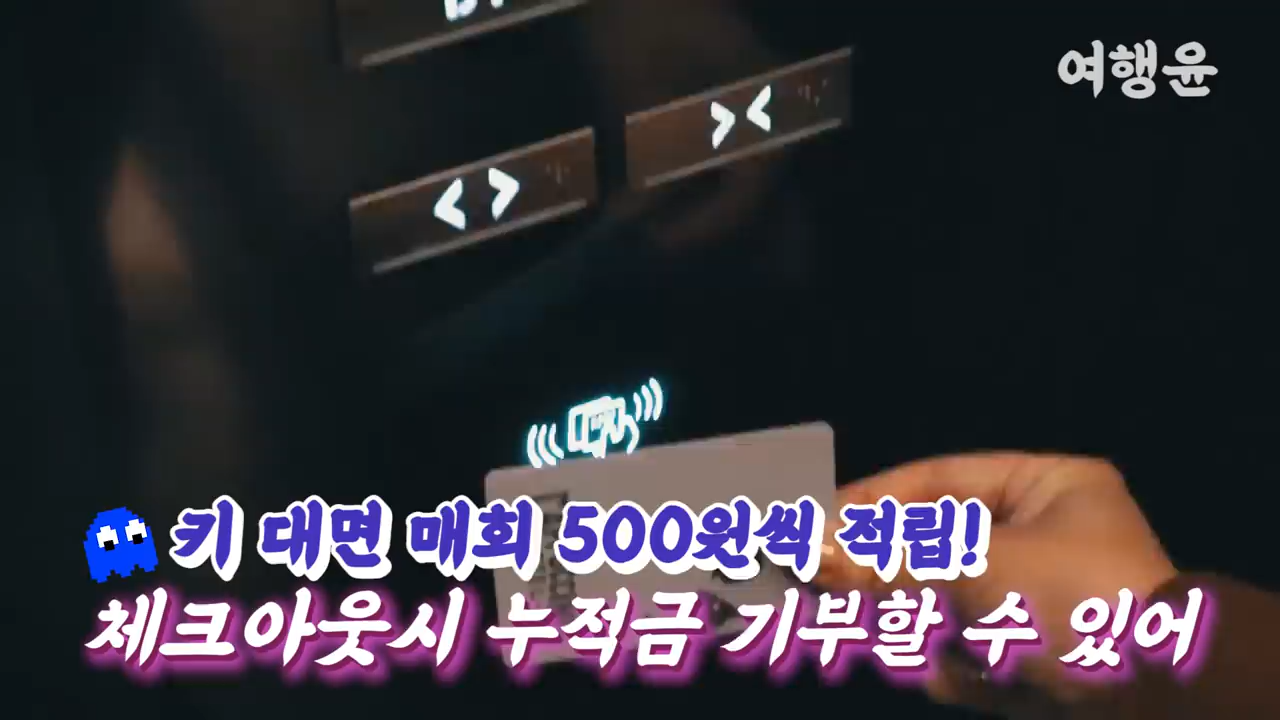 여행윤
> <
< >
키 대면 매회 500원씩 적립!
체크아웃시 누적금 기부할 수 있어